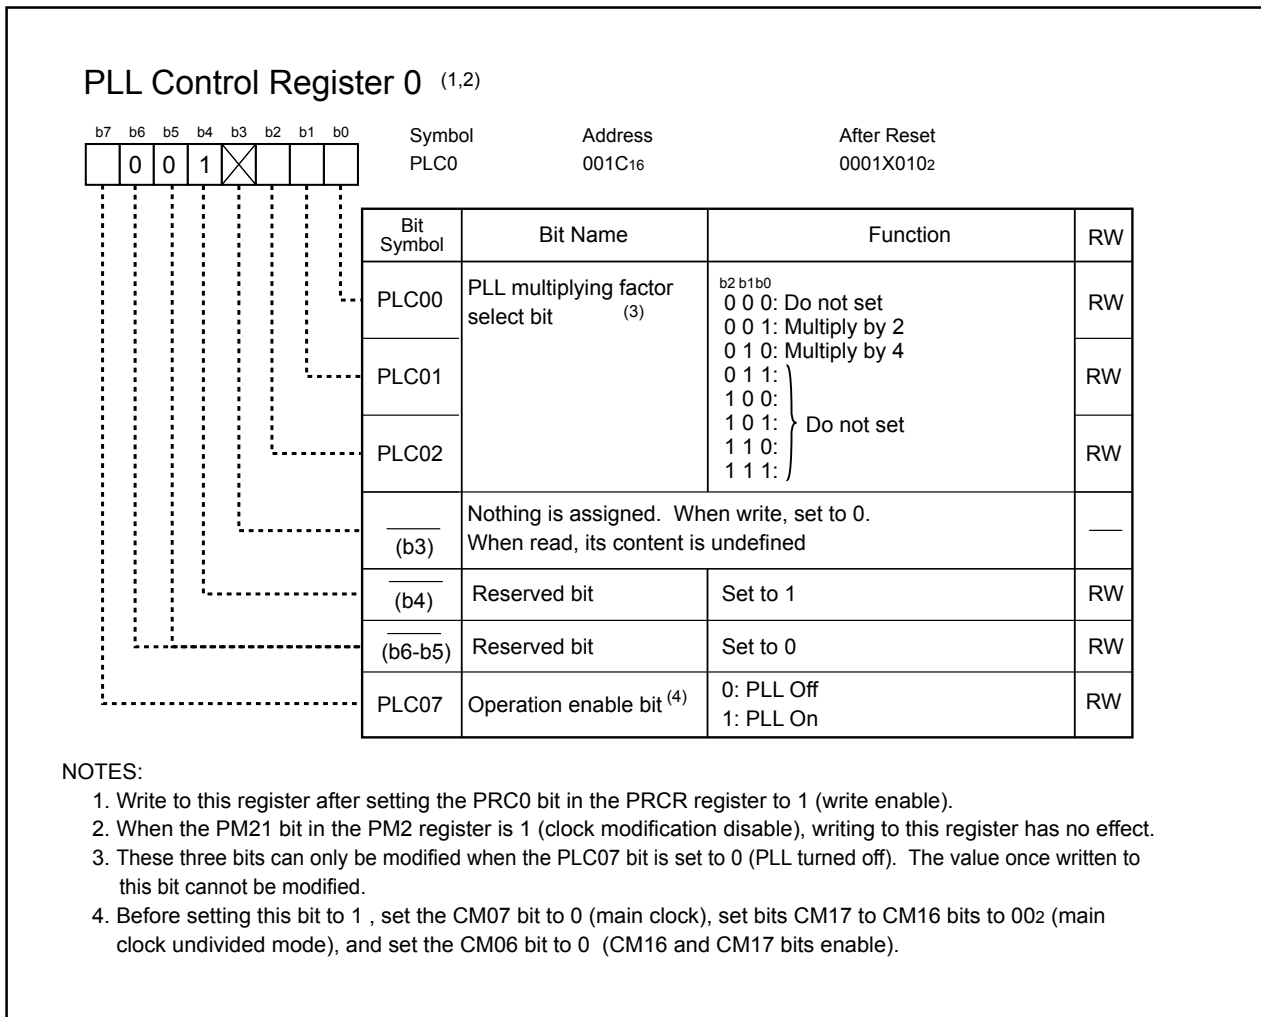 PLL Control Register 0 (1,2)
b7 b6 b5 b4 b3 b2 b1 b0
Symbol Address After Reset
0 0 1
PLC0 001C16 0001X0102
Bit Symbol Bit Name Function RW
PLC00 PLL multiplying factor select bit (3) RW
b2 b1b0
0 0 0: Do not set
0 0 1: Multiply by 2
0 1 0: Multiply by 4
PLC01 RW
0 1 1:
1 0 0:
1 0 1: Do not set
1 1 0:
1 1 1:
PLC02 RW
(b3) Nothing is assigned. When write, set to 0.
When read, its content is undefined
(b4) Reserved bit Set to 1 RW
(b6-b5) Reserved bit Set to 0 RW
PLC07 Operation enable bit (4) 0: PLL Off RW
1: PLL On
NOTES:
1. Write to this register after setting the PRC0 bit in the PRCR register to 1 (write enable).
2. When the PM21 bit in the PM2 register is 1 (clock modification disable), writing to this register has no effect.
3. These three bits can only be modified when the PLC07 bit is set to 0 (PLL turned off). The value once written to
this bit cannot be modified.
4. Before setting this bit to 1 , set the CM07 bit to 0 (main clock), set bits CM17 to CM16 bits to 002 (main
clock undivided mode), and set the CM06 bit to 0 (CM16 and CM17 bits enable).